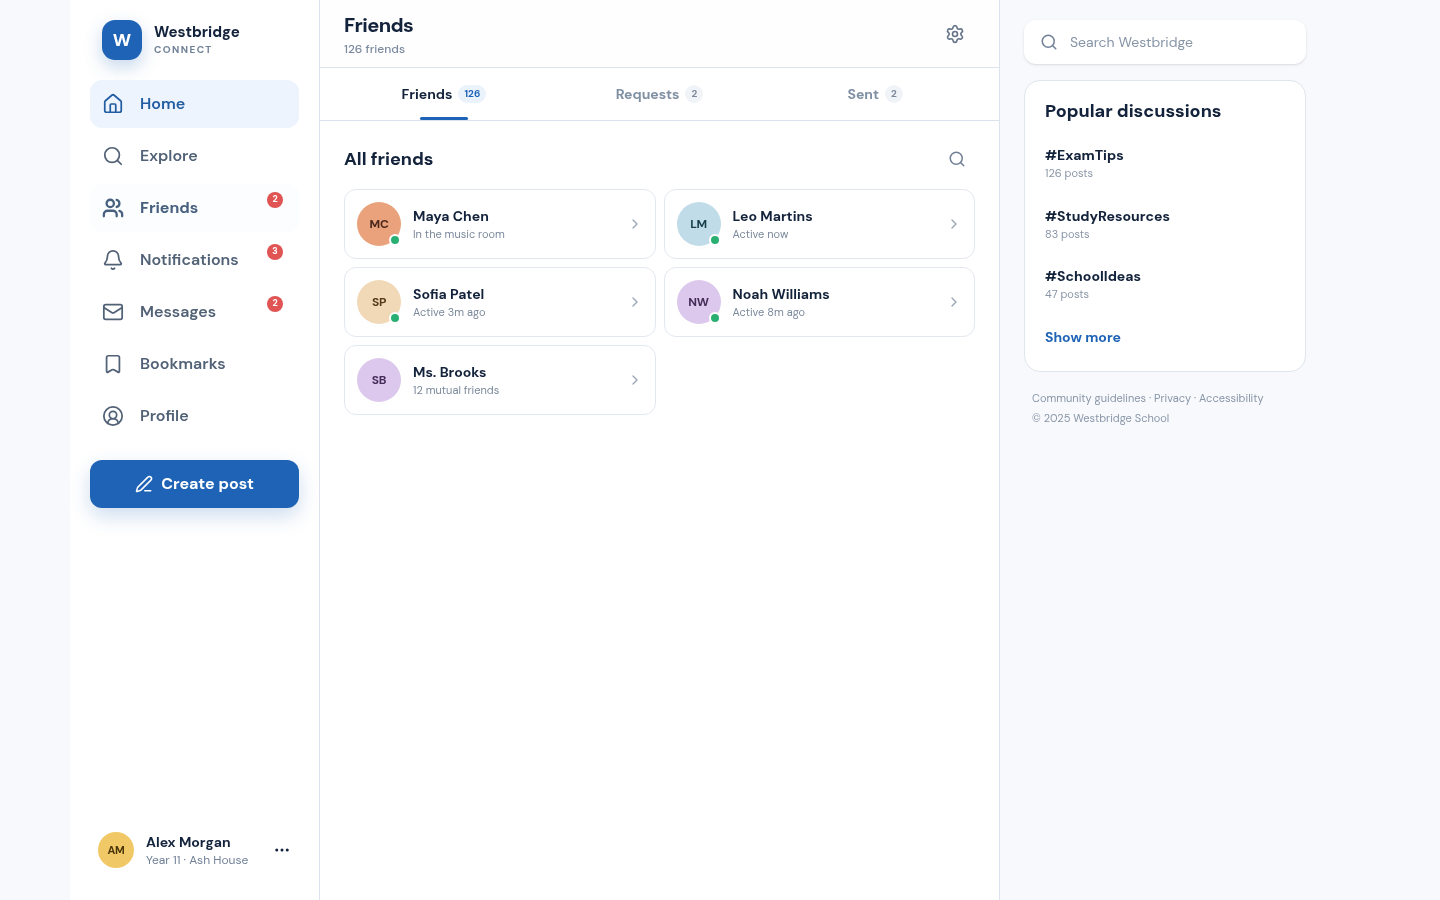 W
Westbridge
CONNECT
Home
Explore
Friends 2
Notifications 3
Messages 2
Bookmarks
Profile
Create post
AM
Alex Morgan
Year 11 · Ash House
Friends
126 friends
Friends 126
Requests 2
Sent 2
All friends
MC
Maya Chen
In the music room
LM
Leo Martins
Active now
SP
Sofia Patel
Active 3m ago
NW
Noah Williams
Active 8m ago
SB
Ms. Brooks
12 mutual friends
Search Westbridge
Popular discussions
#ExamTips
126 posts
#StudyResources
83 posts
#SchoolIdeas
47 posts
Show more
Community guidelines · Privacy · Accessibility
© 2025 Westbridge School